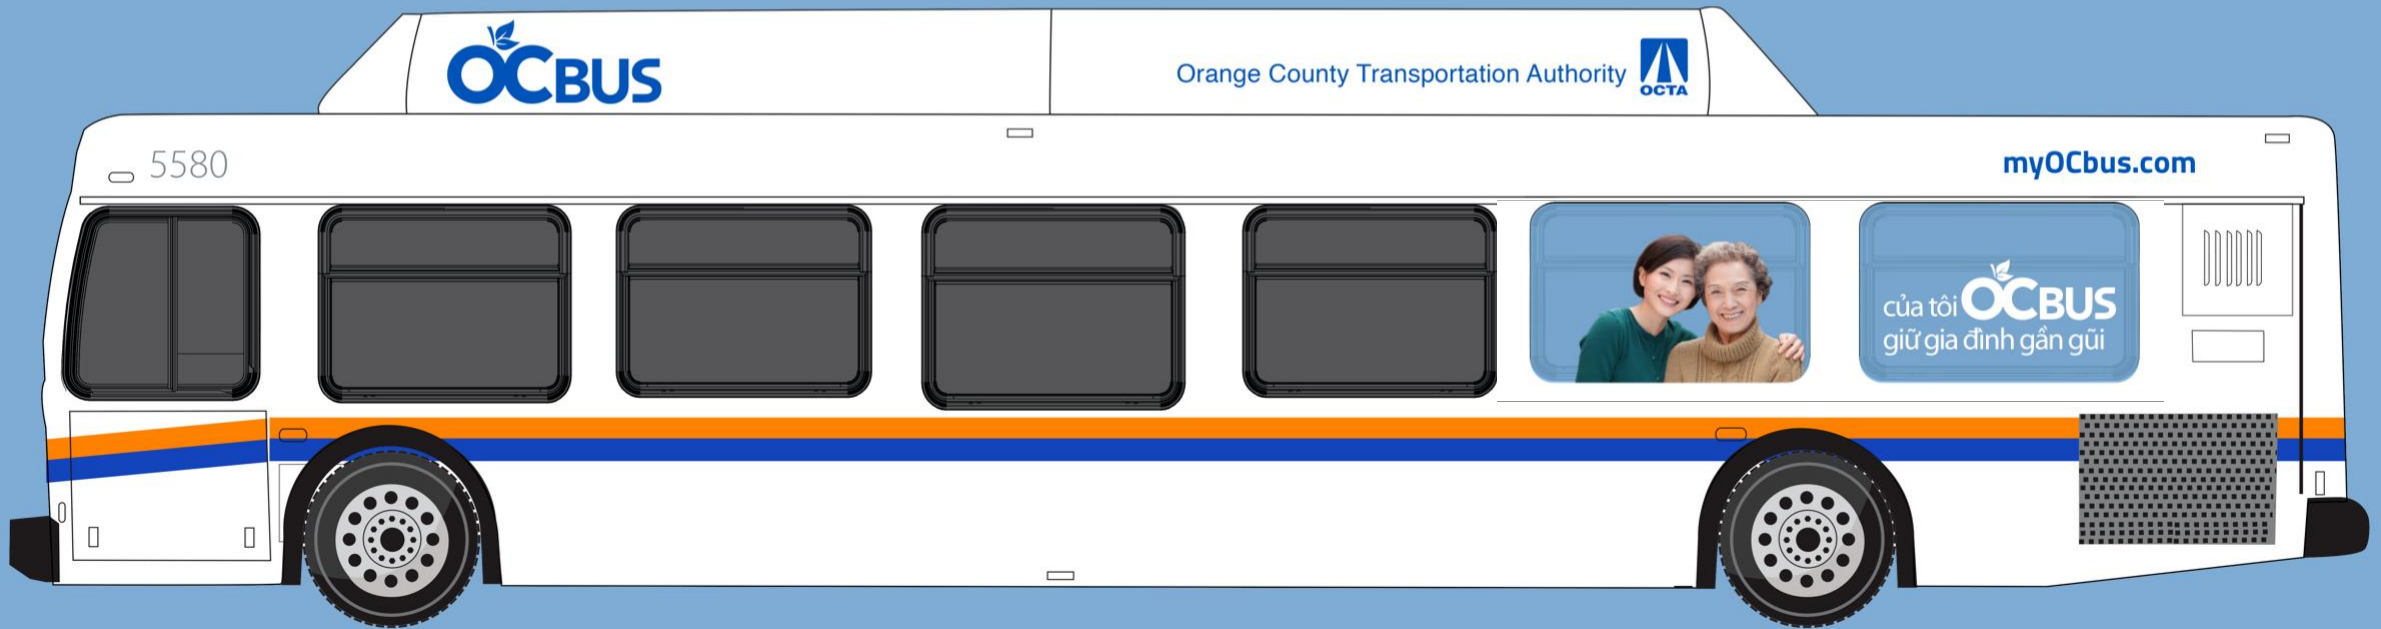 OCBUS
Orange County Transportation Authority
OCTA
5580
myOCbus.com
của tôi OCBUS
giữ gia đình gần gũi